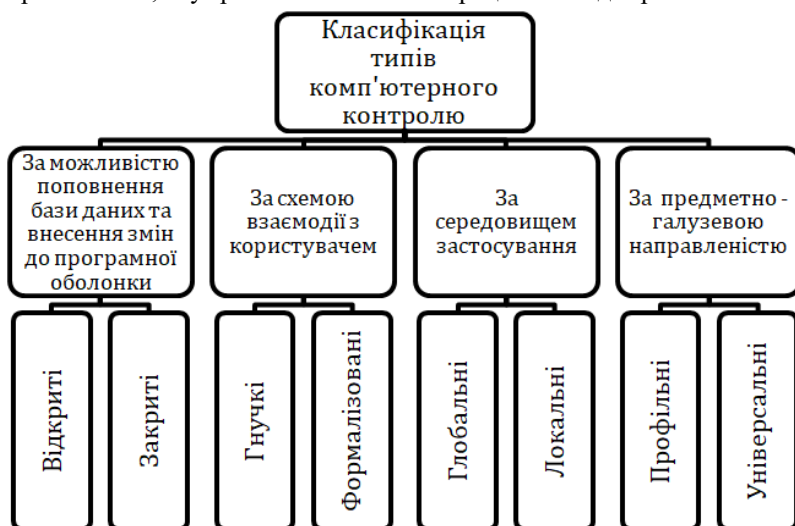 Класифікація
типів
комп'ютерного
контролю
За можливістю
поповнення
бази даних та
внесення змін
до програмної
оболонки
За схемою
взаємодії з
користувачем
За
середовищем
застосування
За предметно -
галузевою
направленістю
Відкриті
Закриті
Гнучкі
Формалізовані
Глобальні
Локальні
Профільні
Універсальні